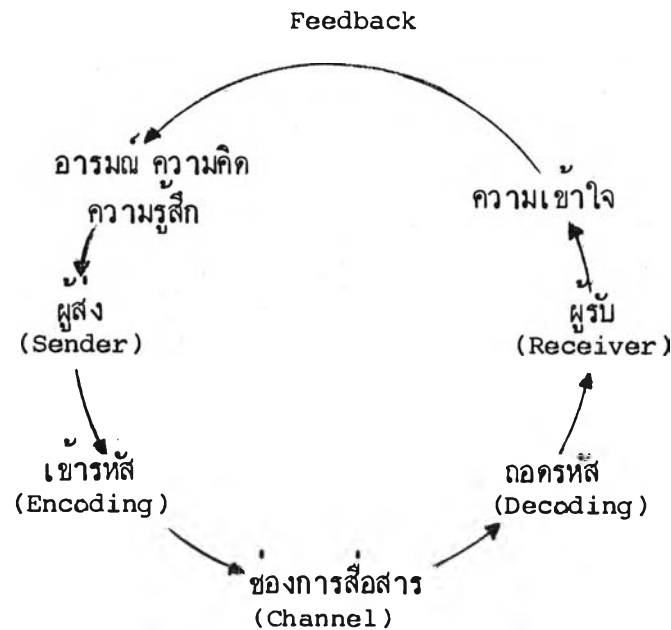 Feedback
อารมณ์ ความคิด
ความรู้สึก
ความเข้าใจ
ผู้ส่ง
(Sender)
ผู้รับ
(Receiver)
เข้ารหัส
(Encoding)
ถอดรหัส
(Decoding)
ช่องการสื่อสาร
(Channel)